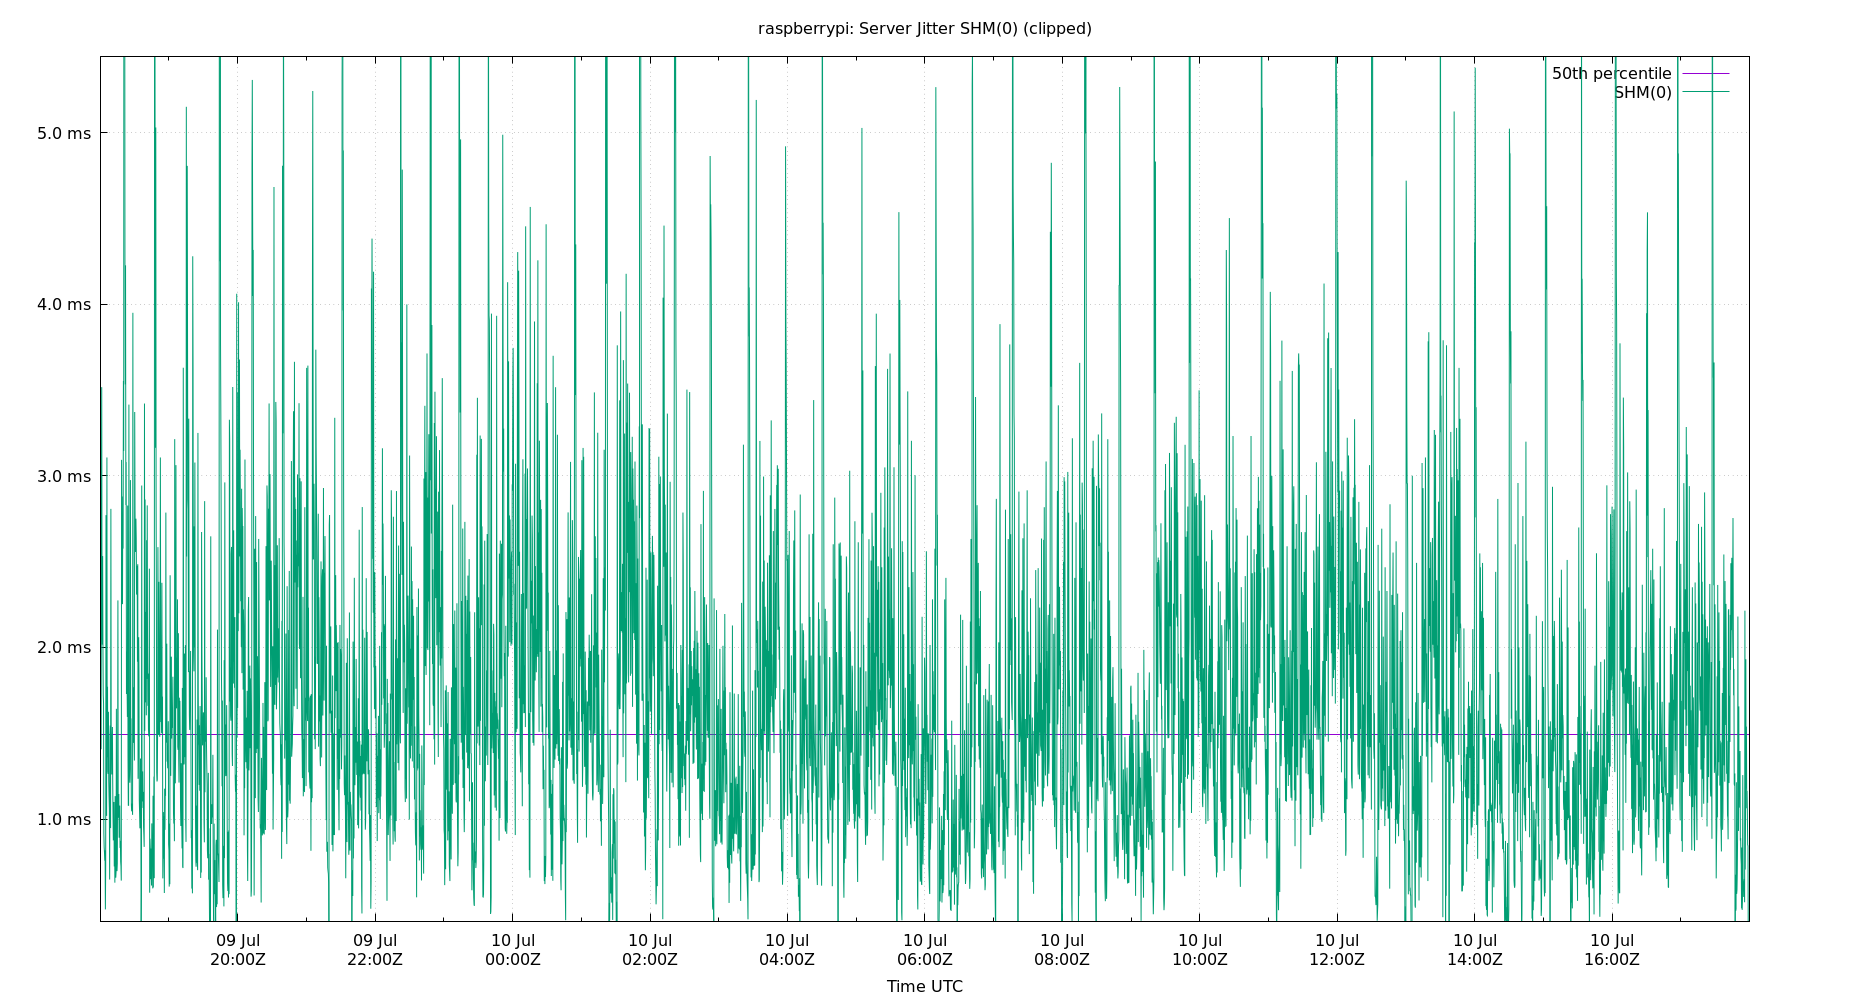 raspberrypi: Server Jitter SHM(0) (clipped)
50th percentile
SHM(0)
5.0 ms
4.0 ms
3.0 ms
2.0 ms
1.0 ms
09 Jul 09 Jul 10 Jul 10 Jul 10 Jul 10 Jul 10 Jul 10 Jul 10 Jul 10 Jul 10 Jul
20:00Z 22:00Z 00:00Z 02:00Z 04:00Z 06:00Z 08:00Z 10:00Z 12:00Z 14:00Z 16:00Z
Time UTC